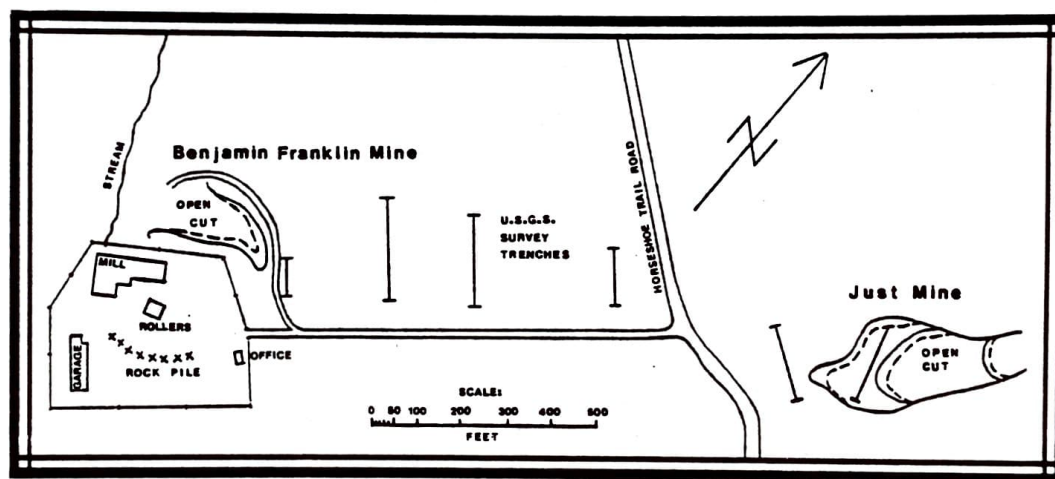 STREAM
Benjamin Franklin Mine
OPEN
CUT
U.S.G.S.
SURVEY
TRENCHES
HORSESHOE TRAIL ROAD
N
Just Mine
OPEN
CUT
MILL
ROLLERS
GARAGE
ROCK PILE
OFFICE
SCALE:
0 50 100 200 300 400 500
FEET